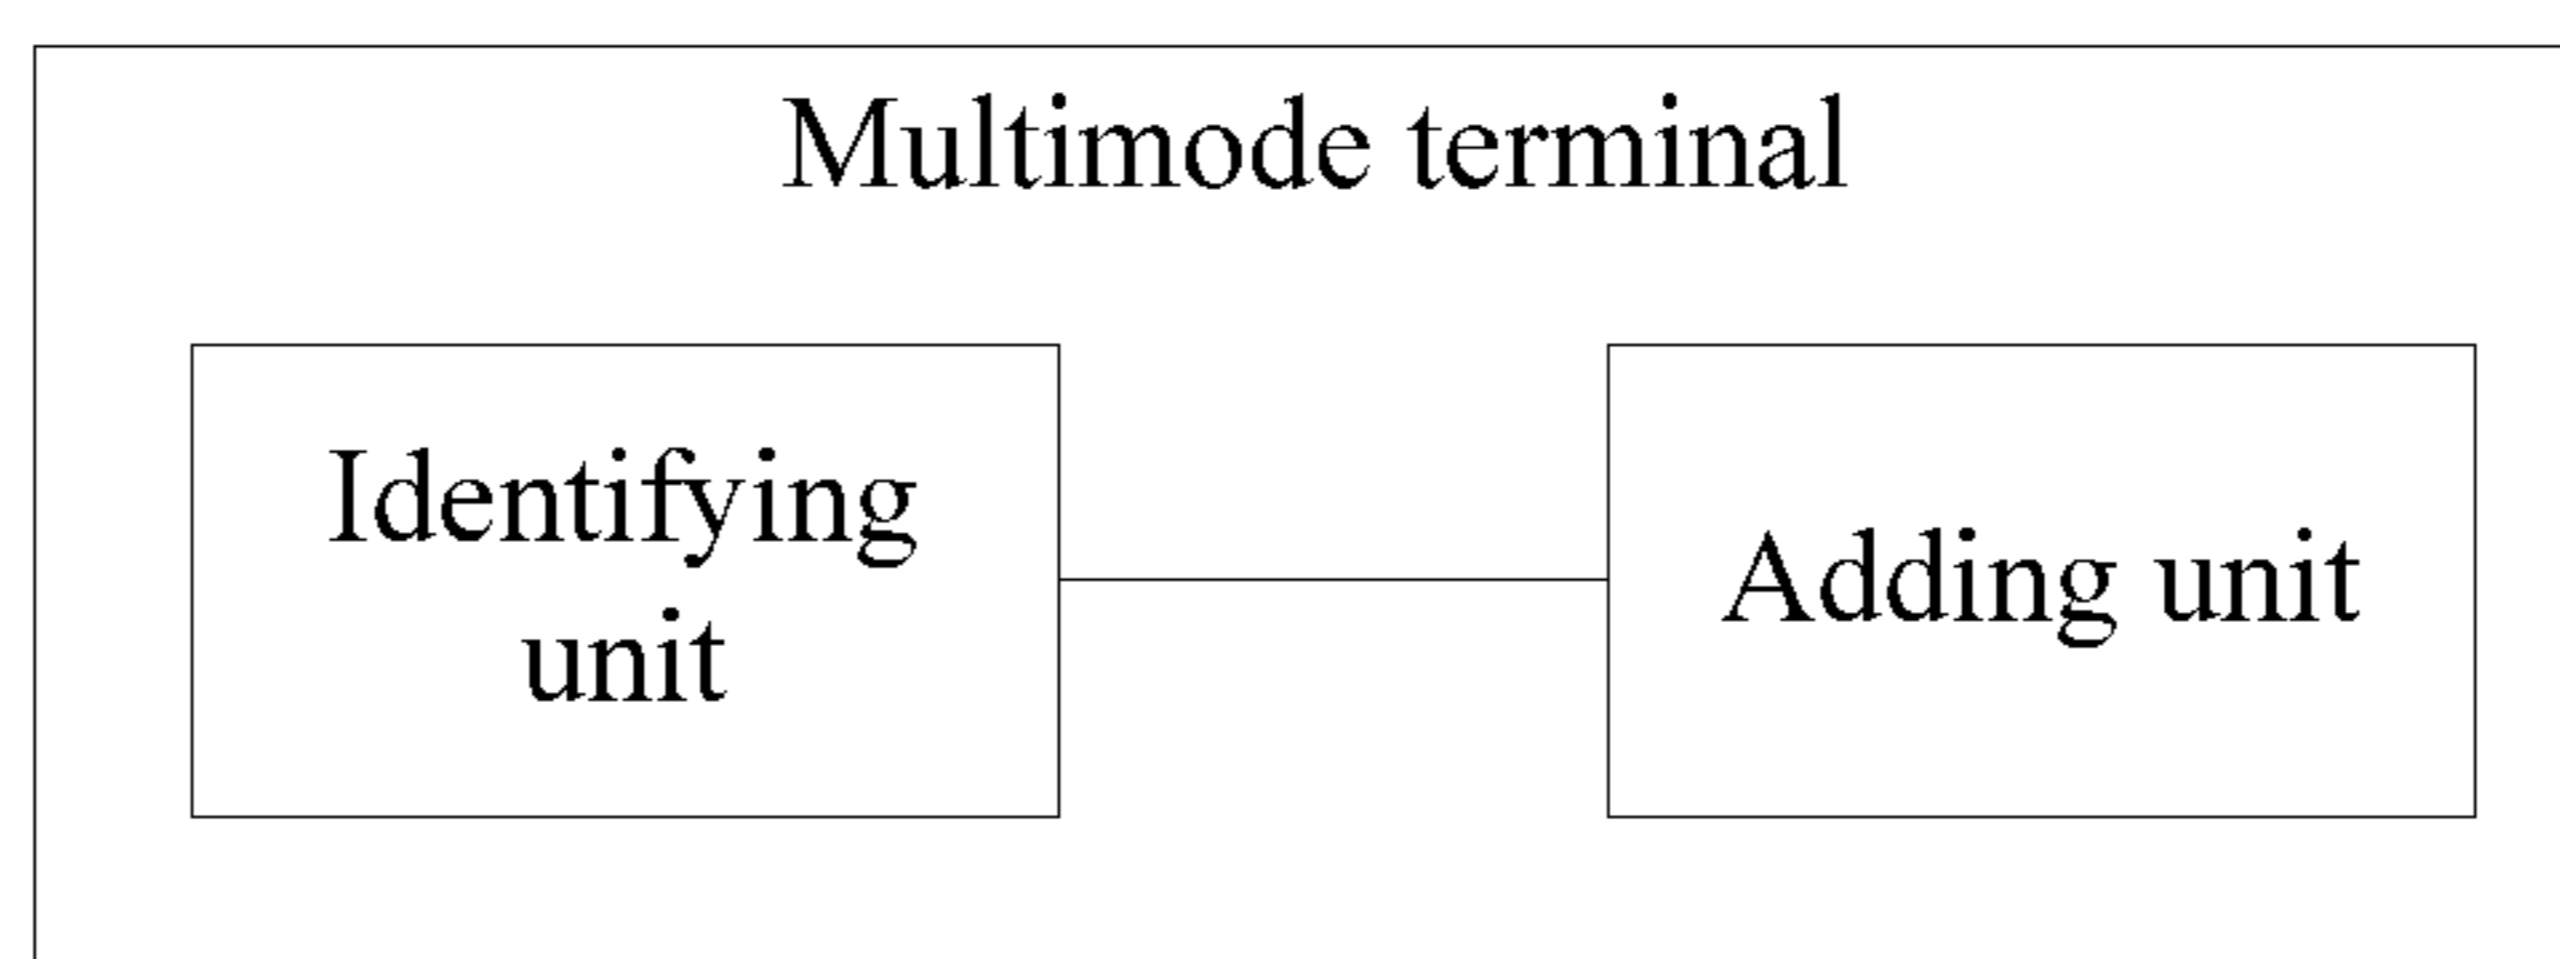 Multimode terminal
Identifying
unit
Adding unit